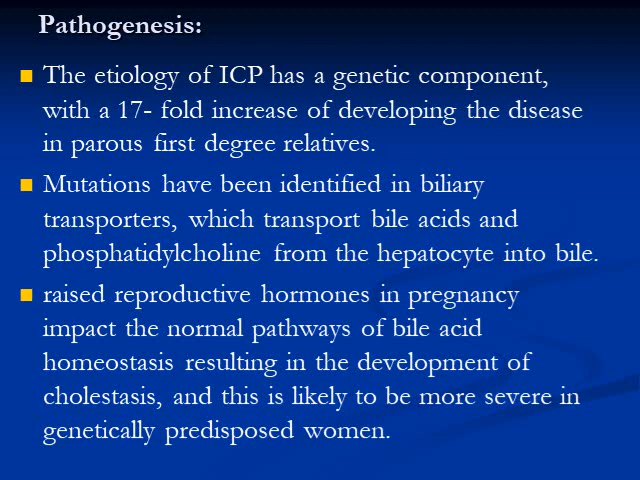 Pathogenesis:
The etiology of ICP has a genetic component,
with a 17- fold increase of developing the disease
in parous first degree relatives.
Mutations have been identified in biliary
transporters, which transport bile acids and
phosphatidylcholine from the hepatocyte into bile.
raised reproductive hormones in pregnancy
impact the normal pathways of bile acid
homeostasis resulting in the development of
cholestasis, and this is likely to be more severe in
genetically predisposed women.